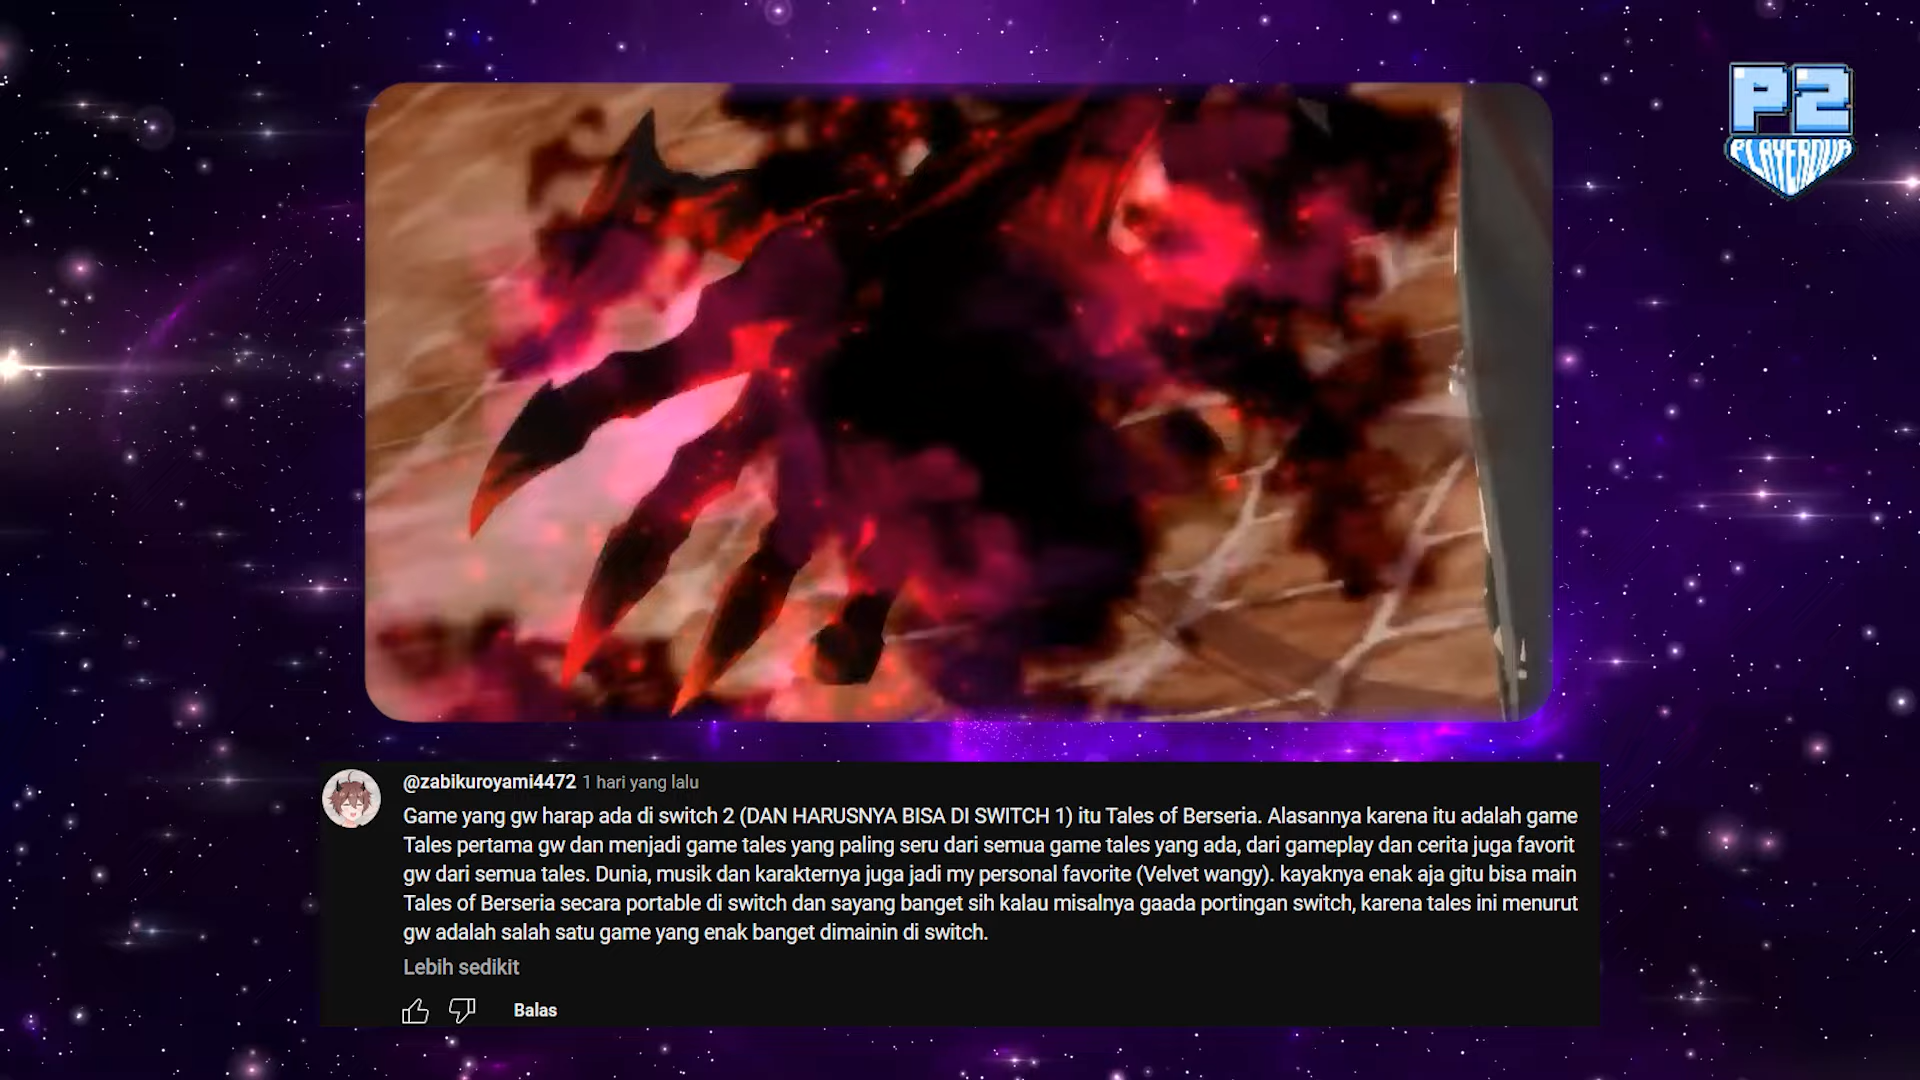 P2
PLAYERDUA
@zabikuroyami4472 1 hari yang lalu
Game yang gw harap ada di switch 2 (DAN HARUSNYA BISA DI SWITCH 1) itu Tales of Berseria. Alasannya karena itu adalah game
Tales pertama gw dan menjadi game tales yang paling seru dari semua game tales yang ada, dari gameplay dan cerita juga favorit
gw dari semua tales. Dunia, musik dan karakternya juga jadi my personal favorite (Velvet wangy). kayaknya enak aja gitu bisa main
Tales of Berseria secara portable di switch dan sayang banget sih kalau misalnya gaada portingan switch, karena tales ini menurut
gw adalah salah satu game yang enak banget dimainin di switch.
Lebih sedikit
Balas